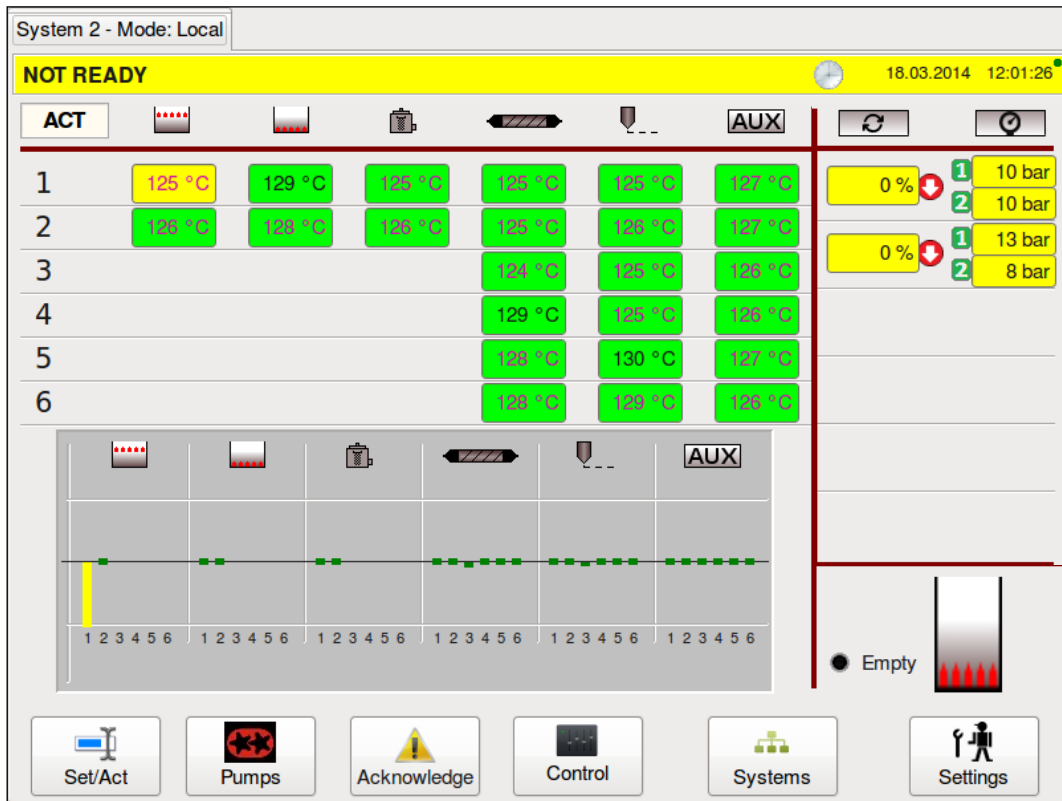 System 2 - Mode: Local
NOT READY 18.03.2014 12:01:26
ACT AUX
1 125 °C 129 °C 125 °C 125 °C 125 °C 127 °C 0 % 1 10 bar
2 10 bar
2 126 °C 128 °C 126 °C 125 °C 126 °C 127 °C 0 % 1 13 bar
3 124 °C 125 °C 126 °C 2 8 bar
4 129 °C 125 °C 126 °C
5 128 °C 130 °C 127 °C
6 128 °C 129 °C 126 °C
AUX
1 2 3 4 5 6 1 2 3 4 5 6 1 2 3 4 5 6 1 2 3 4 5 6 1 2 3 4 5 6 1 2 3 4 5 6
Empty
Set/Act Pumps Acknowledge Control Systems Settings